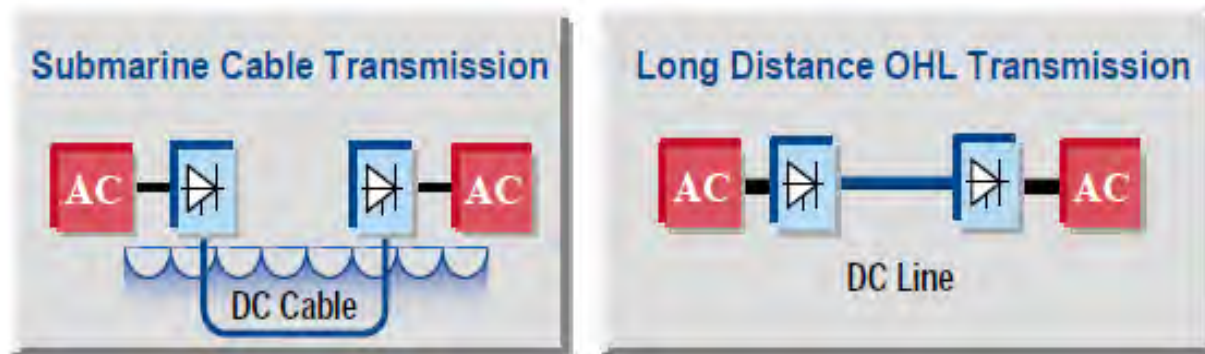 Submarine Cable Transmission
AC
AC
DC Cable
Long Distance OHL Transmission
AC
AC
DC Line